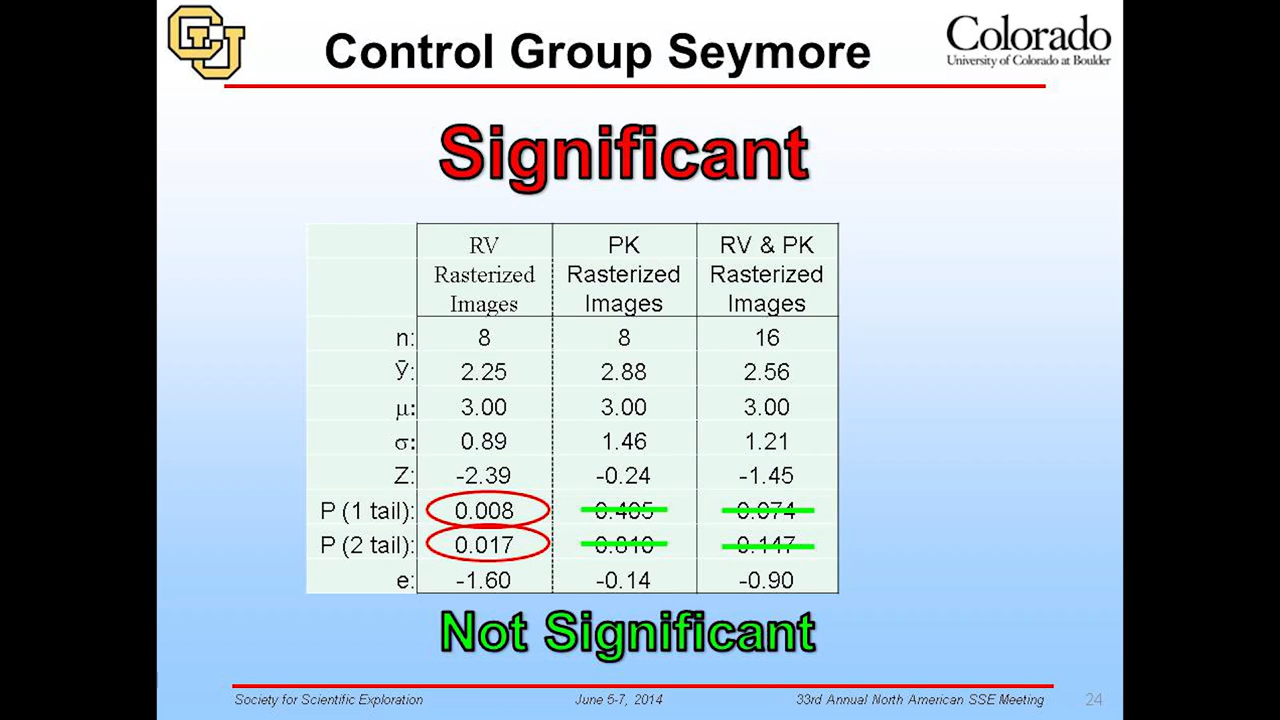 CU
Control Group Seymore
Colorado
University of Colorado at Boulder
Significant
RV PK RV & PK
Rasterized Rasterized Rasterized
Images Images Images
n: 8 8 16
Ȳ: 2.25 2.88 2.56
μ: 3.00 3.00 3.00
σ: 0.89 1.46 1.21
Z: -2.39 -0.24 -1.45
P (1 tail): 0.008 0.405 0.074
P (2 tail): 0.017 0.810 0.147
e: -1.60 -0.14 -0.90
Not Significant
Society for Scientific Exploration June 5-7, 2014 33rd Annual North American SSE Meeting 24